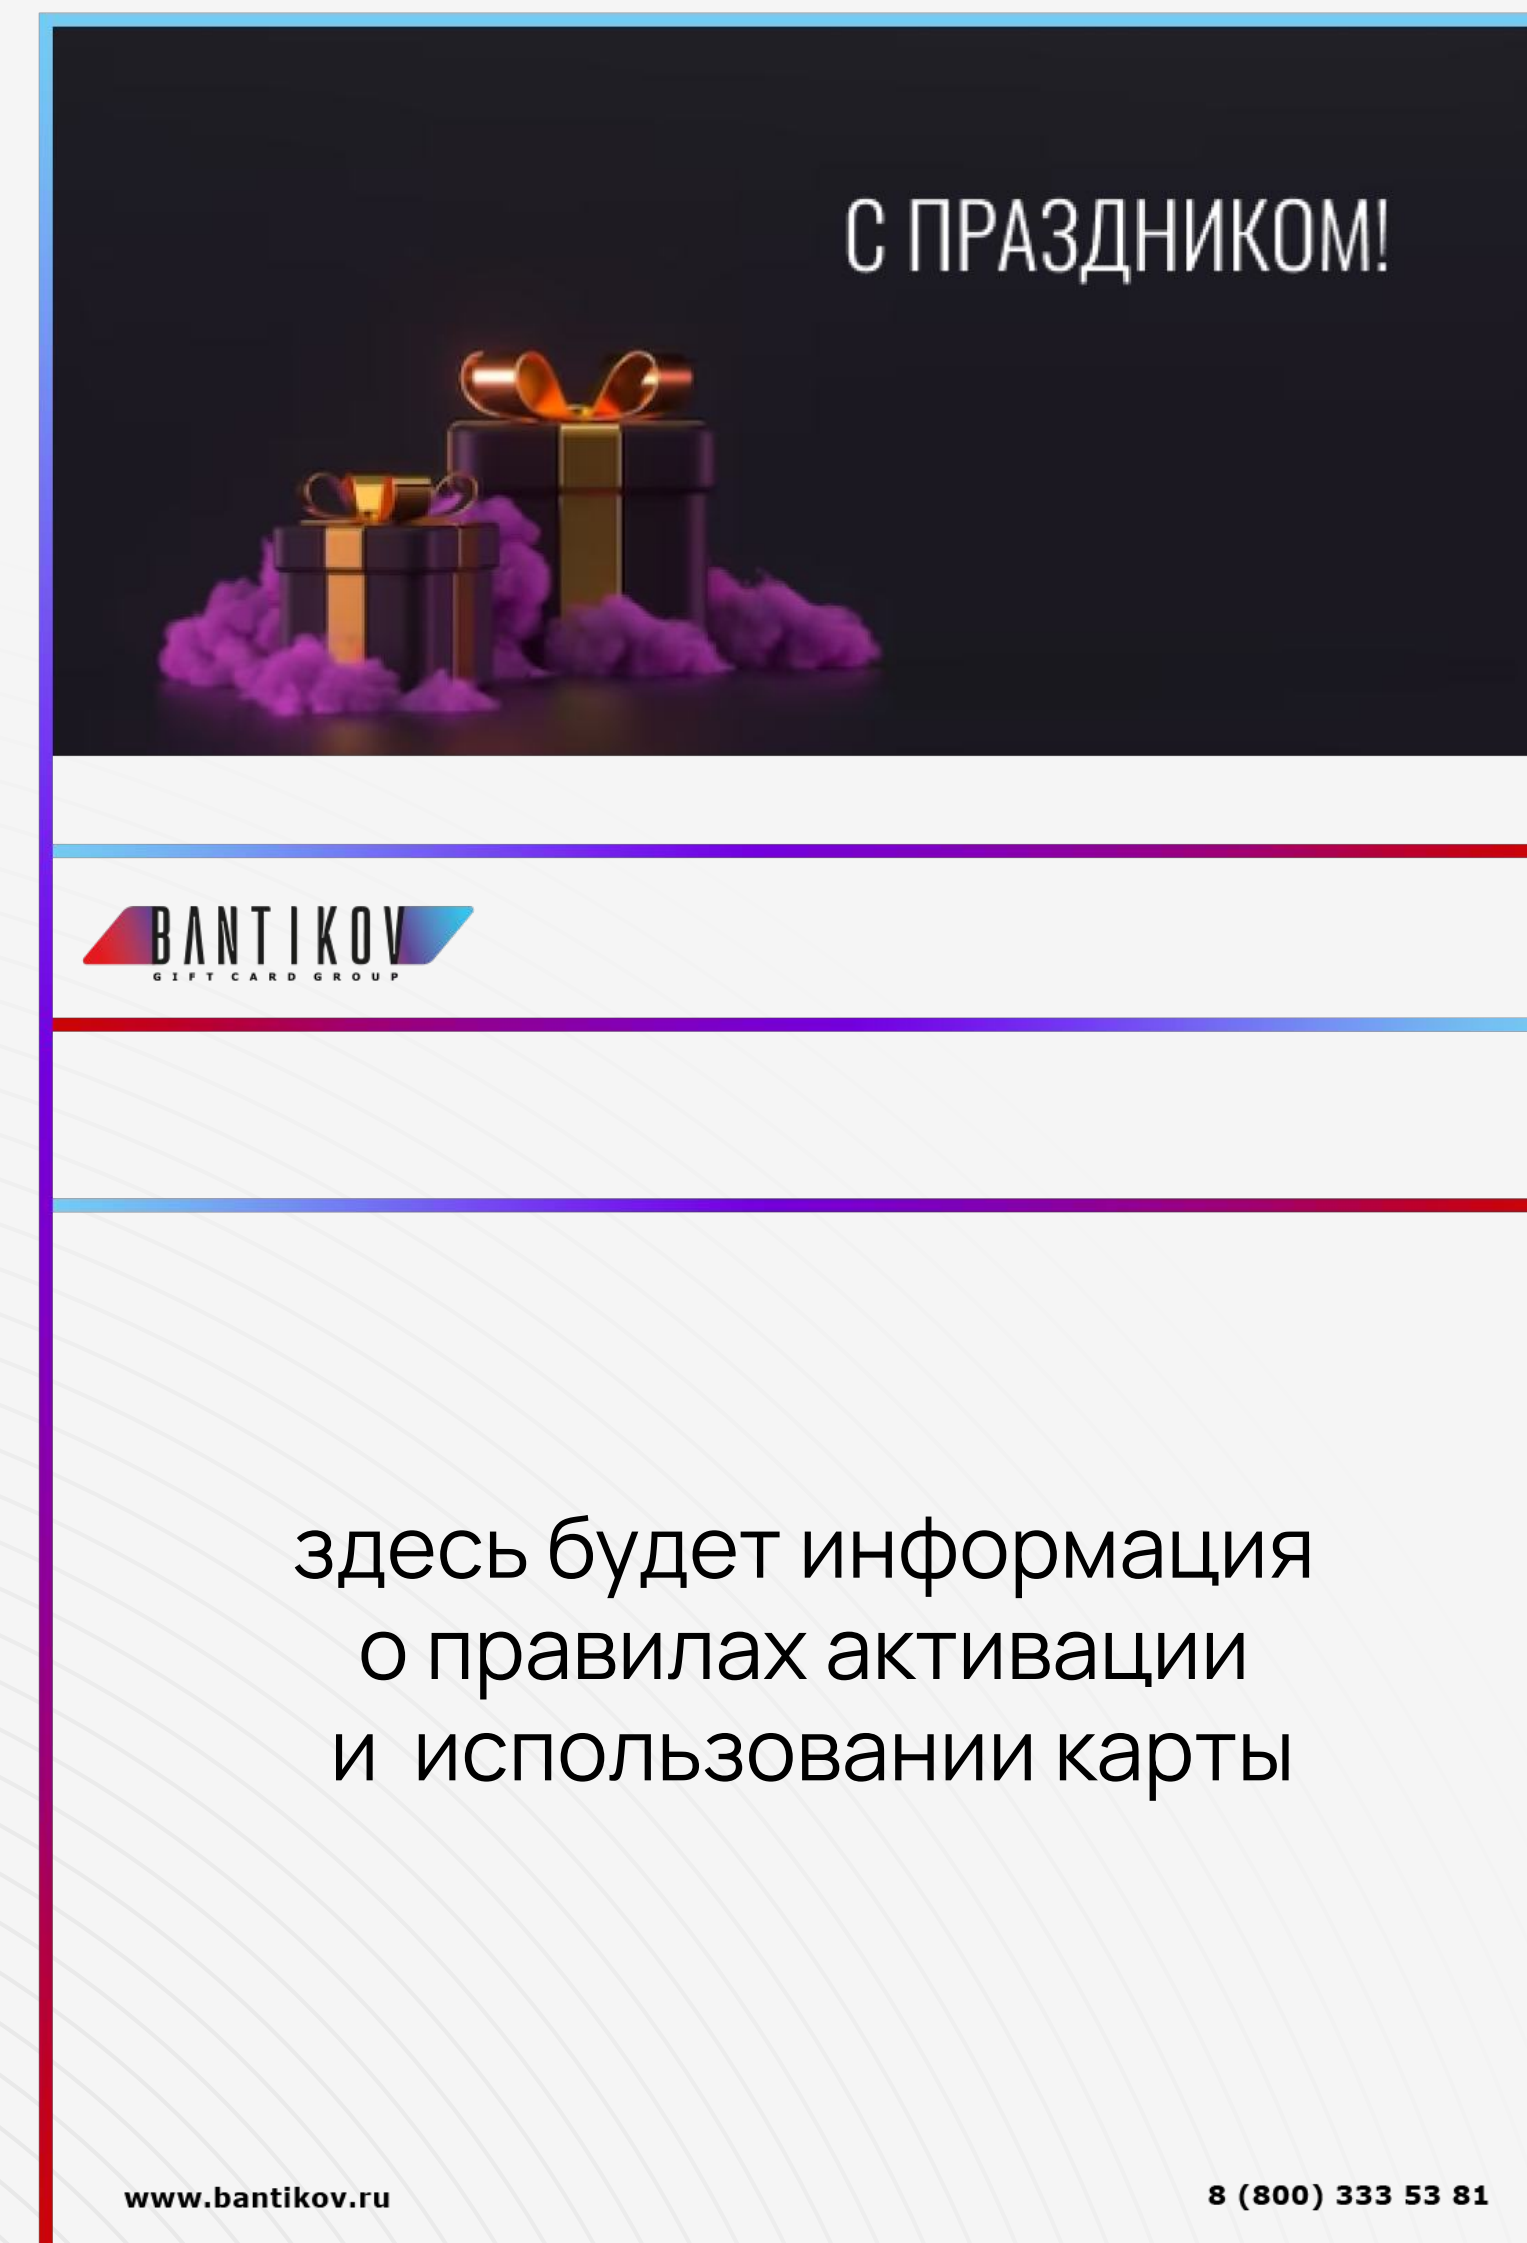 С ПРАЗДНИКОМ!
BANTIKOV
GIFT CARD GROUP
здесь будет информация
о правилах активации
и  использовании карты
www.bantikov.ru
8 (800) 333 53 81